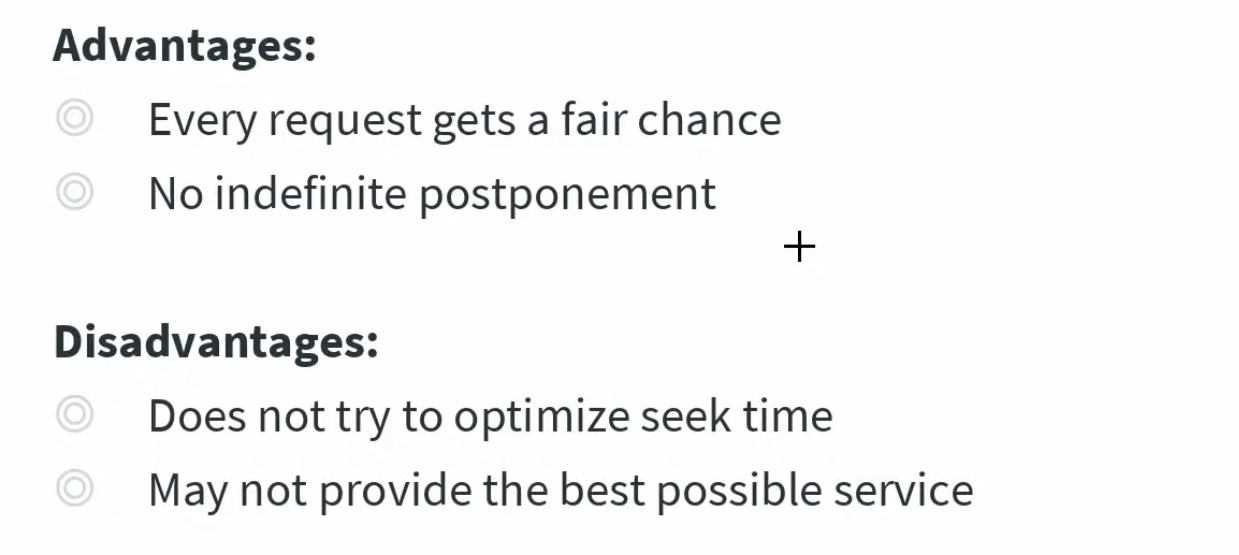 Advantages:
Every request gets a fair chance
No indefinite postponement
Disadvantages:
Does not try to optimize seek time
May not provide the best possible service